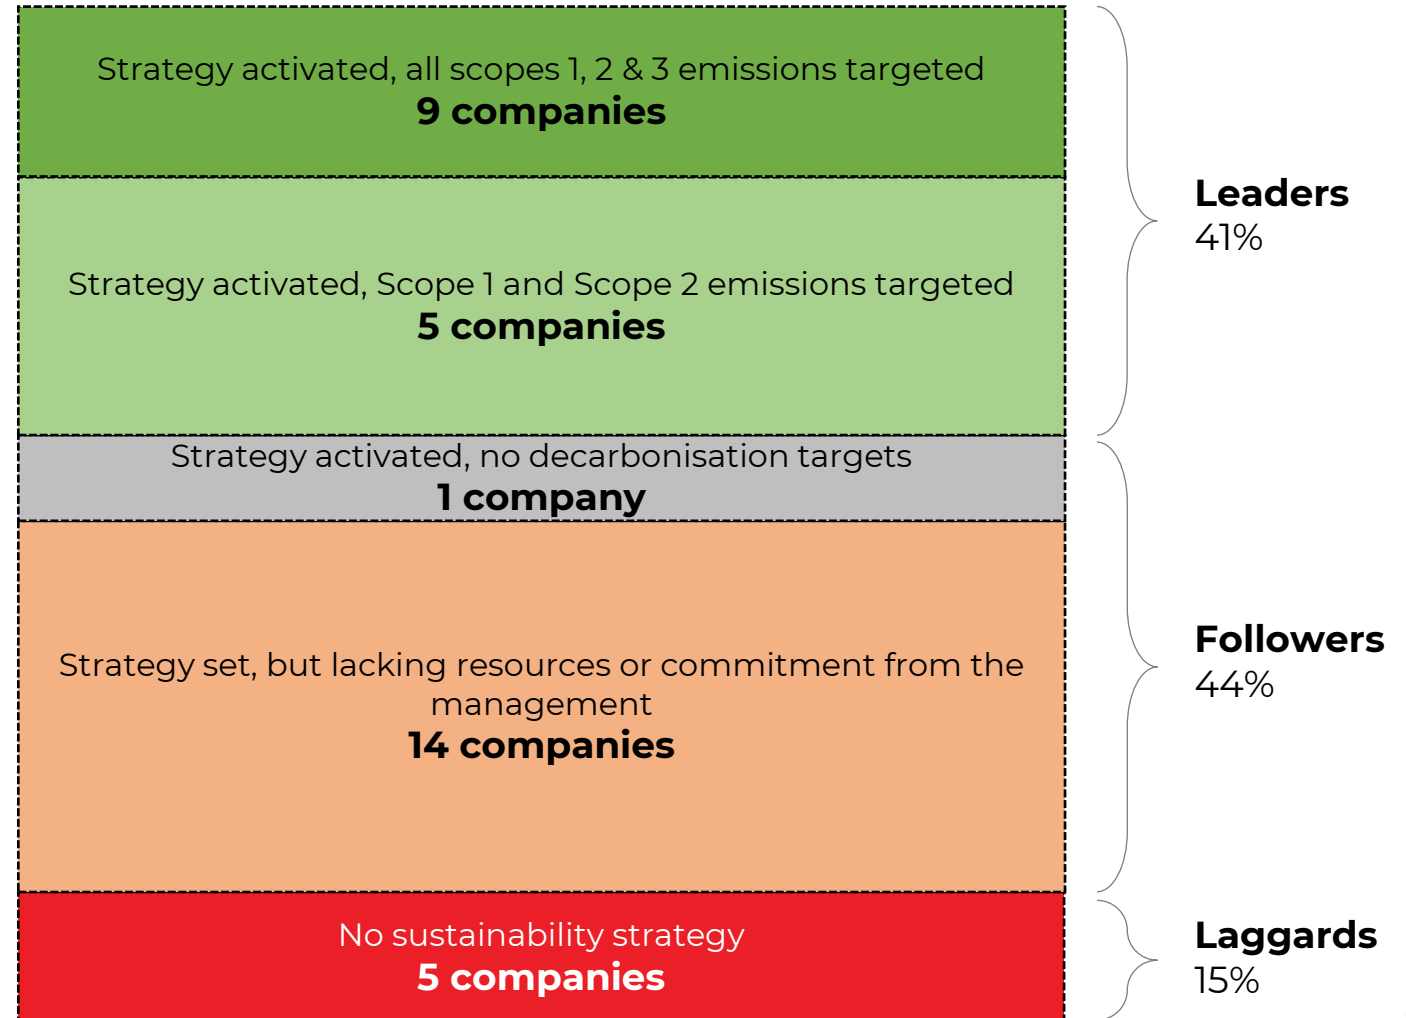 Strategy activated, all scopes 1, 2 & 3 emissions targeted
9 companies
Strategy activated, Scope 1 and Scope 2 emissions targeted
5 companies
Leaders
41%
Strategy activated, no decarbonisation targets
1 company
Strategy set, but lacking resources or commitment from the
management
14 companies
Followers
44%
No sustainability strategy
5 companies
Laggards
15%